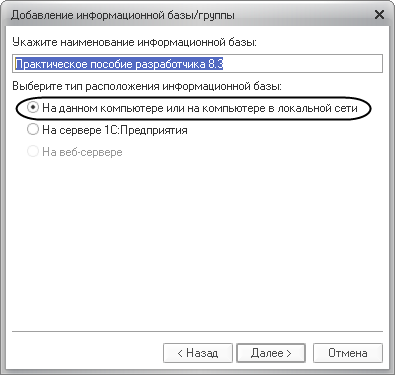 Добавление информационной базы/группы
Укажите наименование информационной базы:
Практическое пособие разработчика 8.3
Выберите тип расположения информационной базы:
На данном компьютере или на компьютере в локальной сети
На сервере 1С:Предприятия
На веб-сервере
< Назад Далее > Отмена